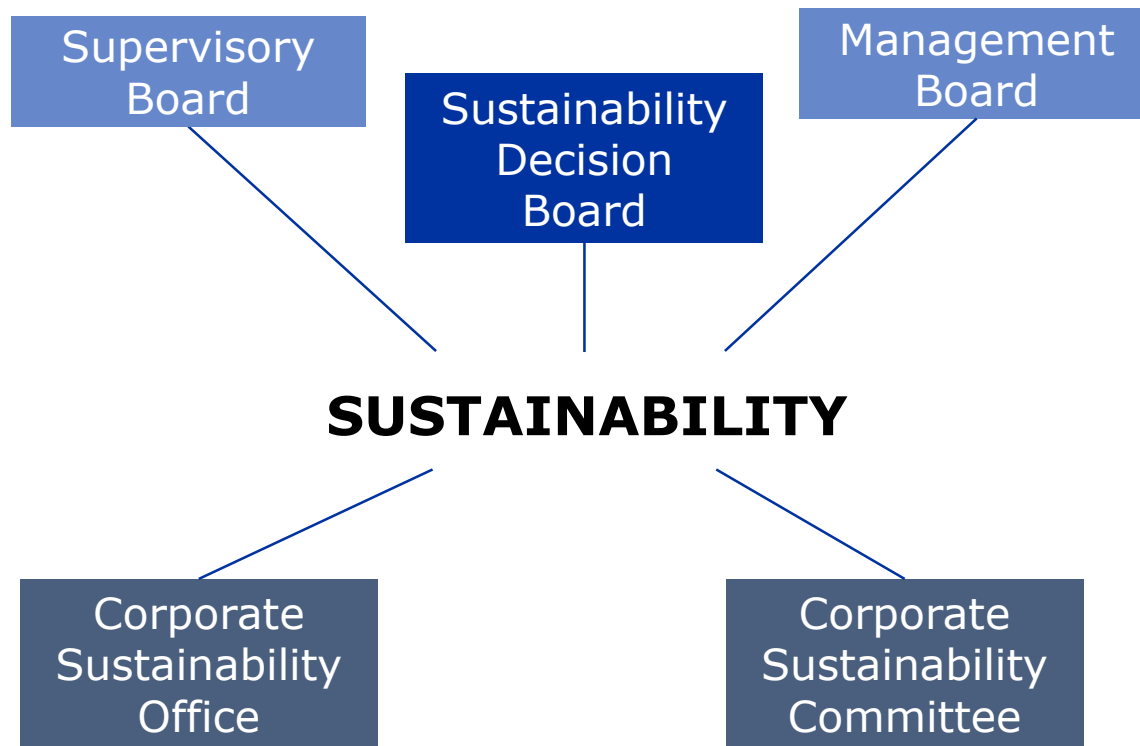 Supervisory
Board
Sustainability
Decision
Board
Management
Board
SUSTAINABILITY
Corporate
Sustainability
Office
Corporate
Sustainability
Committee